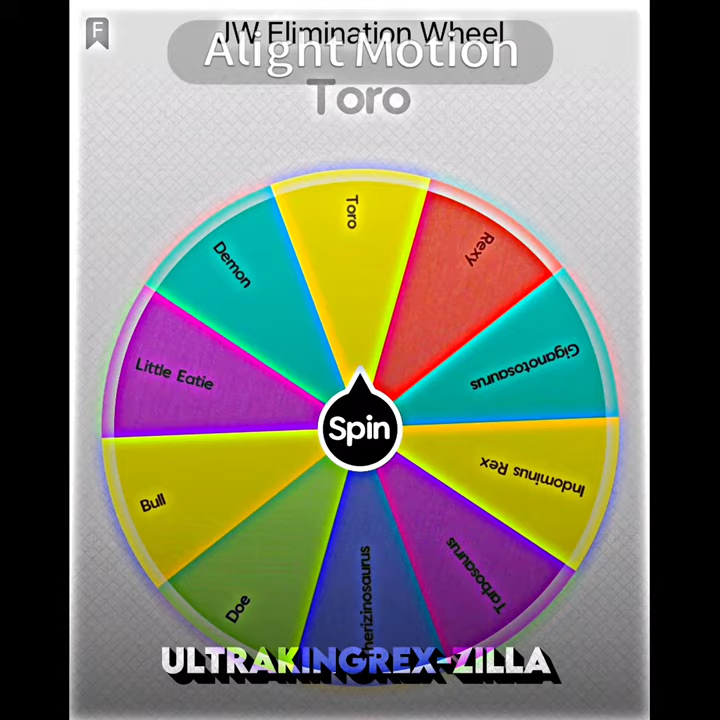 F
JW Elimination Wheel
Alight Motion
Toro
Toro
Rexy
Giganotosaurus
Indominus Rex
Tarbosaurus
Therizinosaurus
Doe
Bull
Little Eatie
Demon
Spin
ULTRAKINGREX-ZILLA